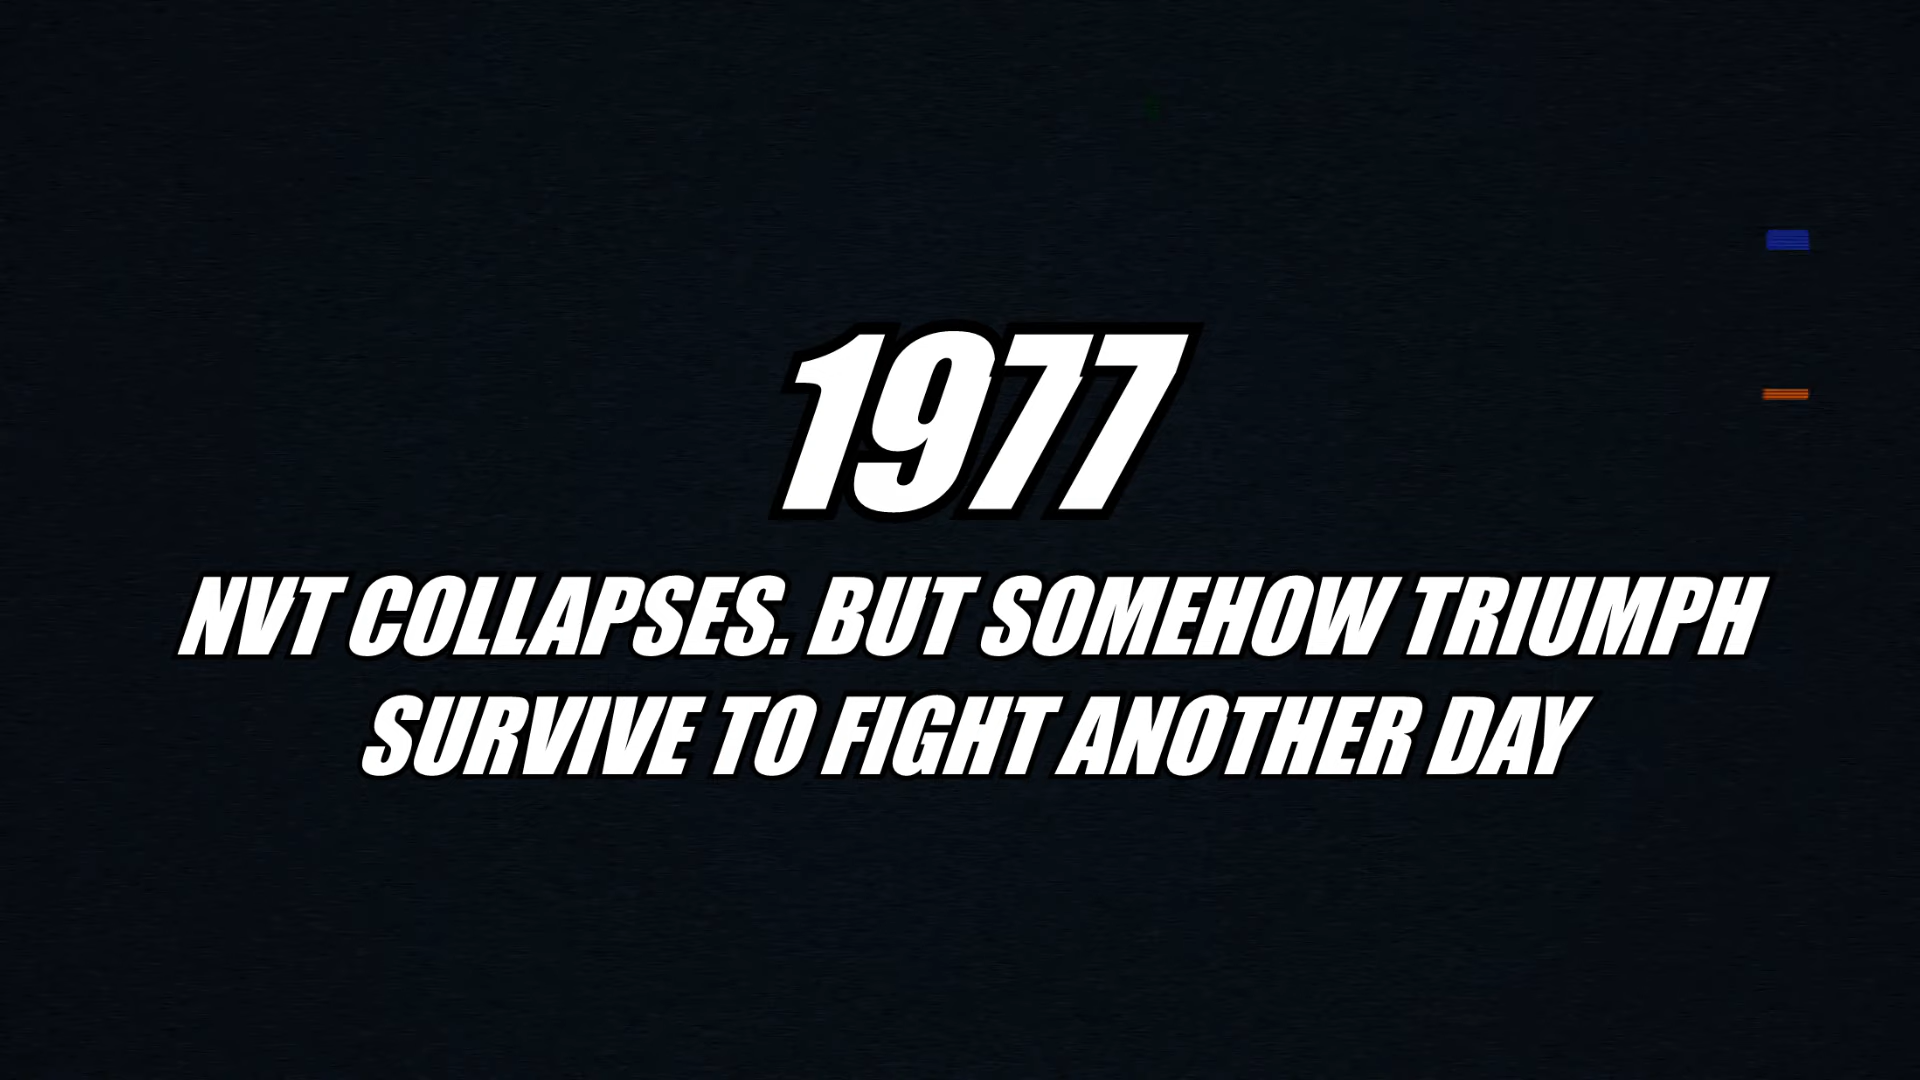 1977
NVT COLLAPSES. BUT SOMEHOW TRIUMPH
SURVIVE TO FIGHT ANOTHER DAY